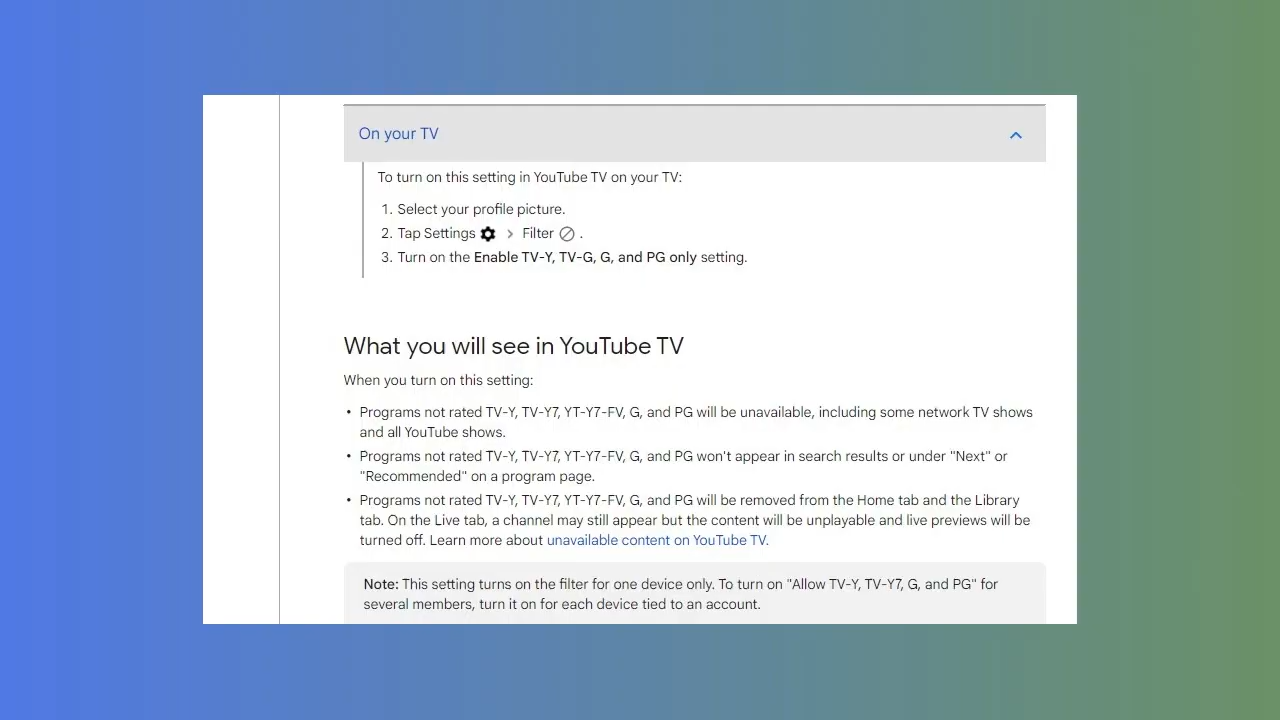 On your TV
To turn on this setting in YouTube TV on your TV:
1. Select your profile picture.
2. Tap Settings > Filter .
3. Turn on the Enable TV-Y, TV-G, G, and PG only setting.
What you will see in YouTube TV
When you turn on this setting:
• Programs not rated TV-Y, TV-Y7, YT-Y7-FV, G, and PG will be unavailable, including some network TV shows
and all YouTube shows.
• Programs not rated TV-Y, TV-Y7, YT-Y7-FV, G, and PG won't appear in search results or under "Next" or
"Recommended" on a program page.
• Programs not rated TV-Y, TV-Y7, YT-Y7-FV, G, and PG will be removed from the Home tab and the Library
tab. On the Live tab, a channel may still appear but the content will be unplayable and live previews will be
turned off. Learn more about unavailable content on YouTube TV.
Note: This setting turns on the filter for one device only. To turn on "Allow TV-Y, TV-Y7, G, and PG" for
several members, turn it on for each device tied to an account.